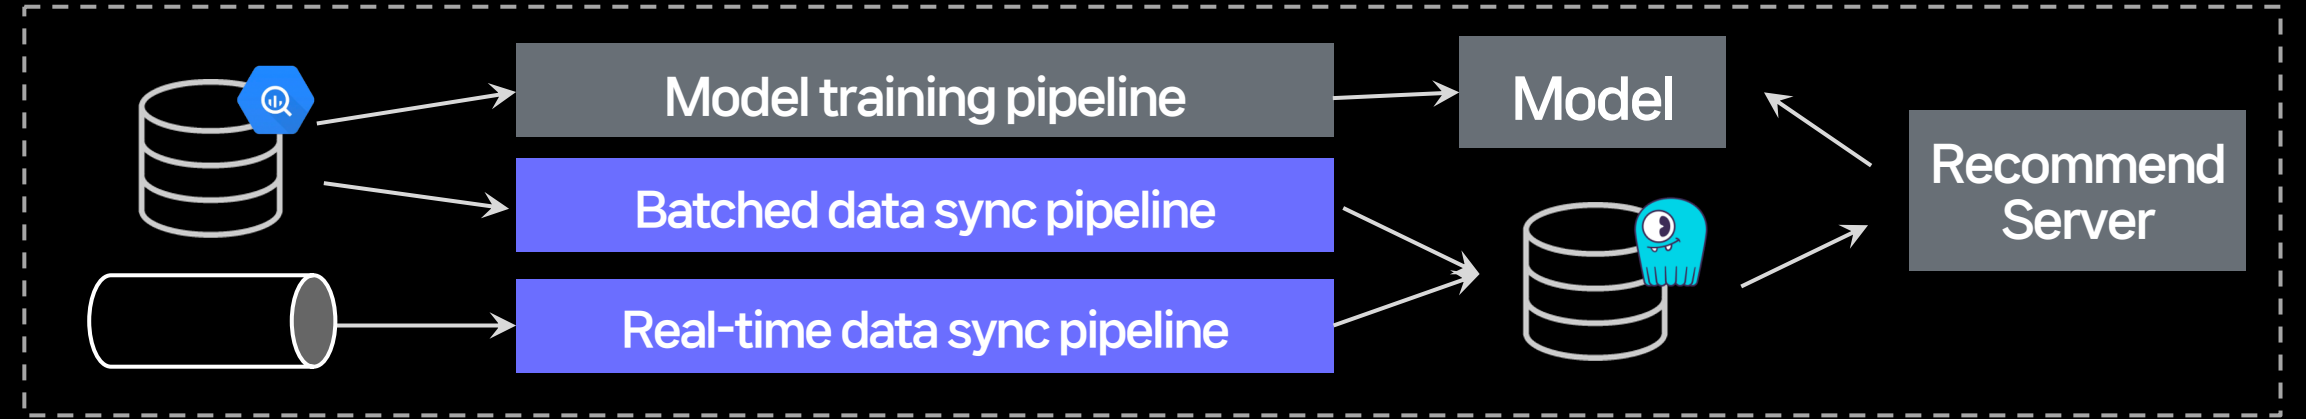 Model training pipeline
Model
Batched data sync pipeline
Recommend
Server
Real-time data sync pipeline